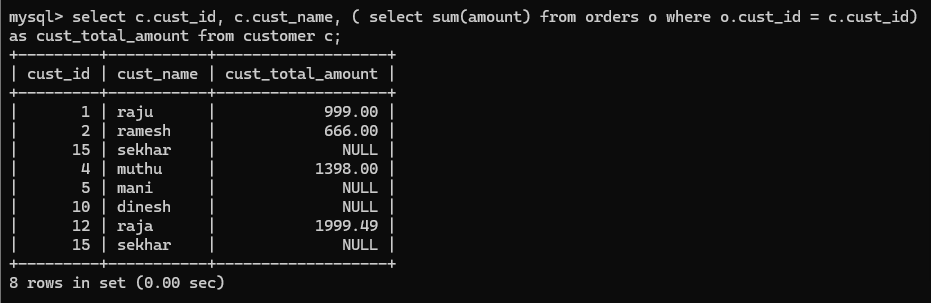 mysql> select c.cust_id, c.cust_name, ( select sum(amount) from orders o where o.cust_id = c.cust_id)
as cust_total_amount from customer c;
+---------+-----------+-------------------+
| cust_id | cust_name | cust_total_amount |
+---------+-----------+-------------------+
|       1 | raju      |            999.00 |
|       2 | ramesh    |            666.00 |
|      15 | sekhar    |              NULL |
|       4 | muthu     |           1398.00 |
|       5 | mani      |              NULL |
|      10 | dinesh    |              NULL |
|      12 | raja      |           1999.49 |
|      15 | sekhar    |              NULL |
+---------+-----------+-------------------+
8 rows in set (0.00 sec)